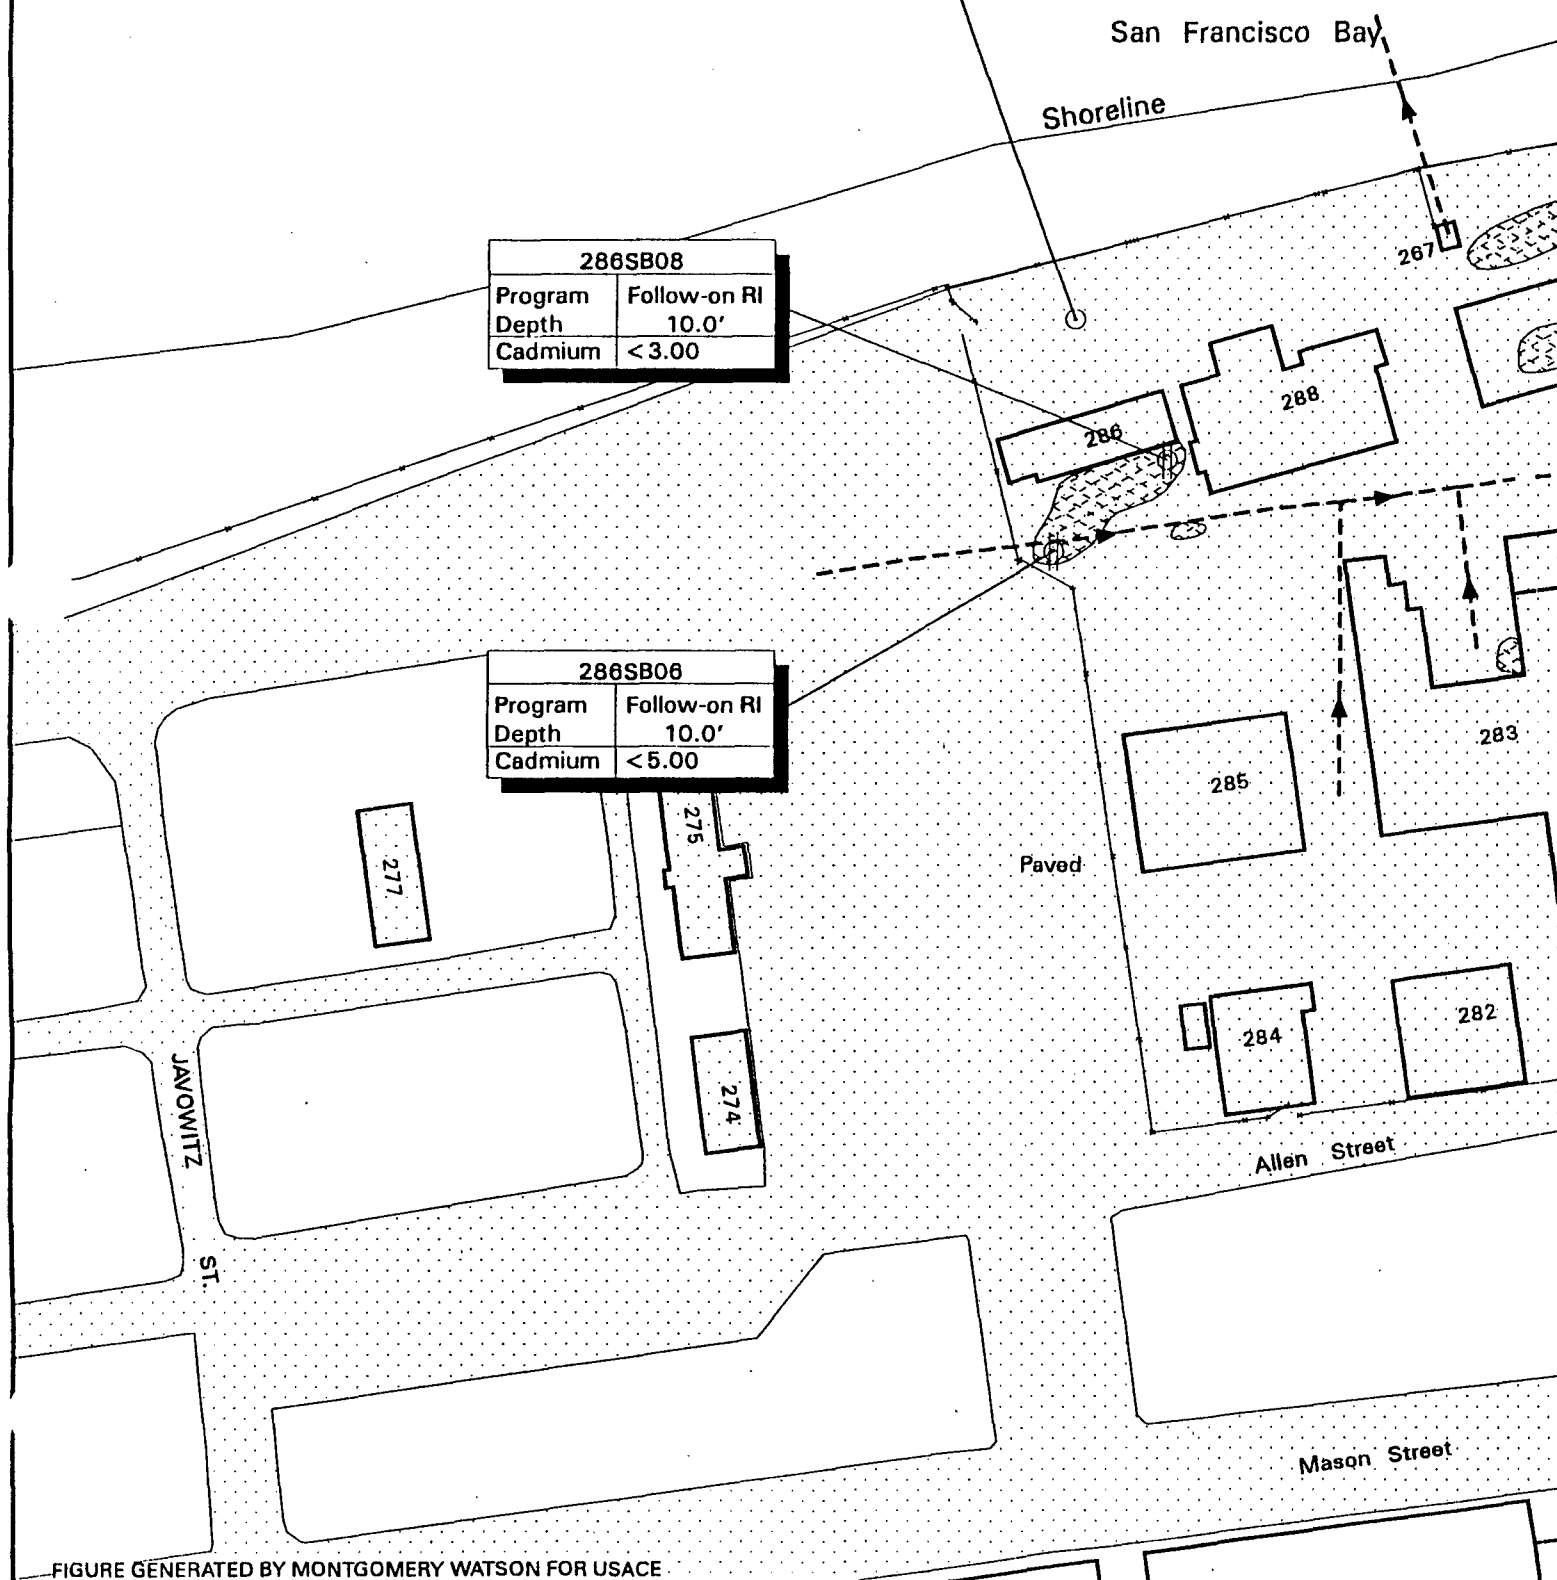 San Francisco Bay
Shoreline
267
286SB08
Program Follow-on RI
Depth 10.0'
Cadmium <3.00
288
286
286SB06
Program Follow-on RI
Depth 10.0'
Cadmium <5.00
283
285
275
277
Paved
282
284
274
JAVOWITZ
ST.
Allen Street
Mason Street
FIGURE GENERATED BY MONTGOMERY WATSON FOR USACE